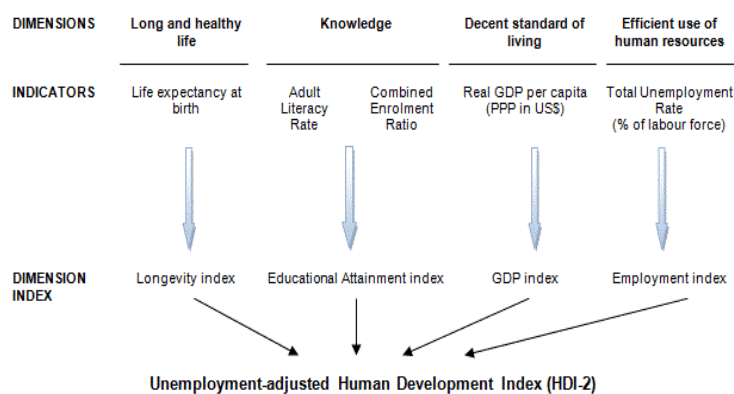 DIMENSIONS
Long and healthy
life
Knowledge
Decent standard of
living
Efficient use of
human resources
INDICATORS
Life expectancy at
birth
Adult
Literacy
Rate
Combined
Enrolment
Ratio
Real GDP per capita
(PPP in US$)
Total Unemployment
Rate
(% of labour force)
DIMENSION
INDEX
Longevity index
Educational Attainment index
GDP index
Employment index
Unemployment-adjusted Human Development Index (HDI-2)